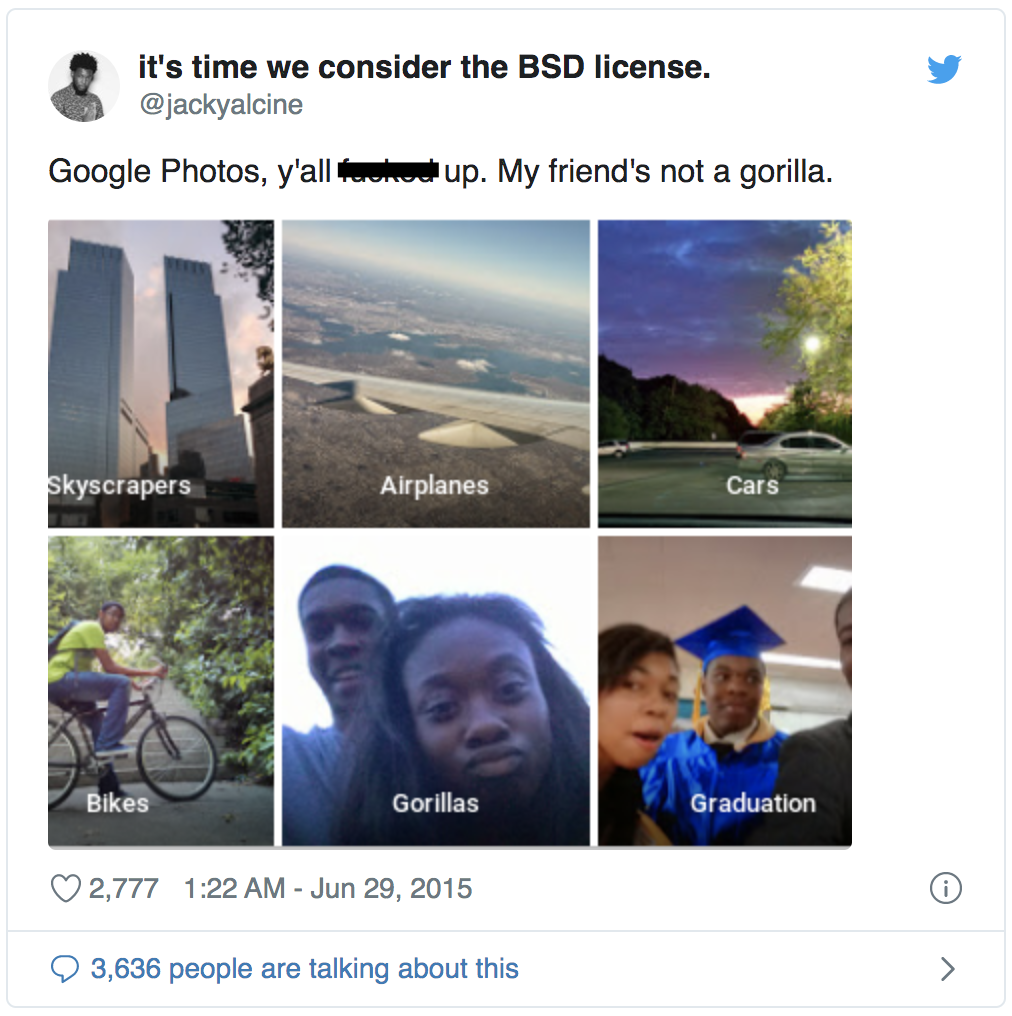 it's time we consider the BSD license.
@jackyalcine
Google Photos, y'all up. My friend's not a gorilla.
Skyscrapers
Airplanes
Cars
Bikes
Gorillas
Graduation
2,777 1:22 AM - Jun 29, 2015
3,636 people are talking about this